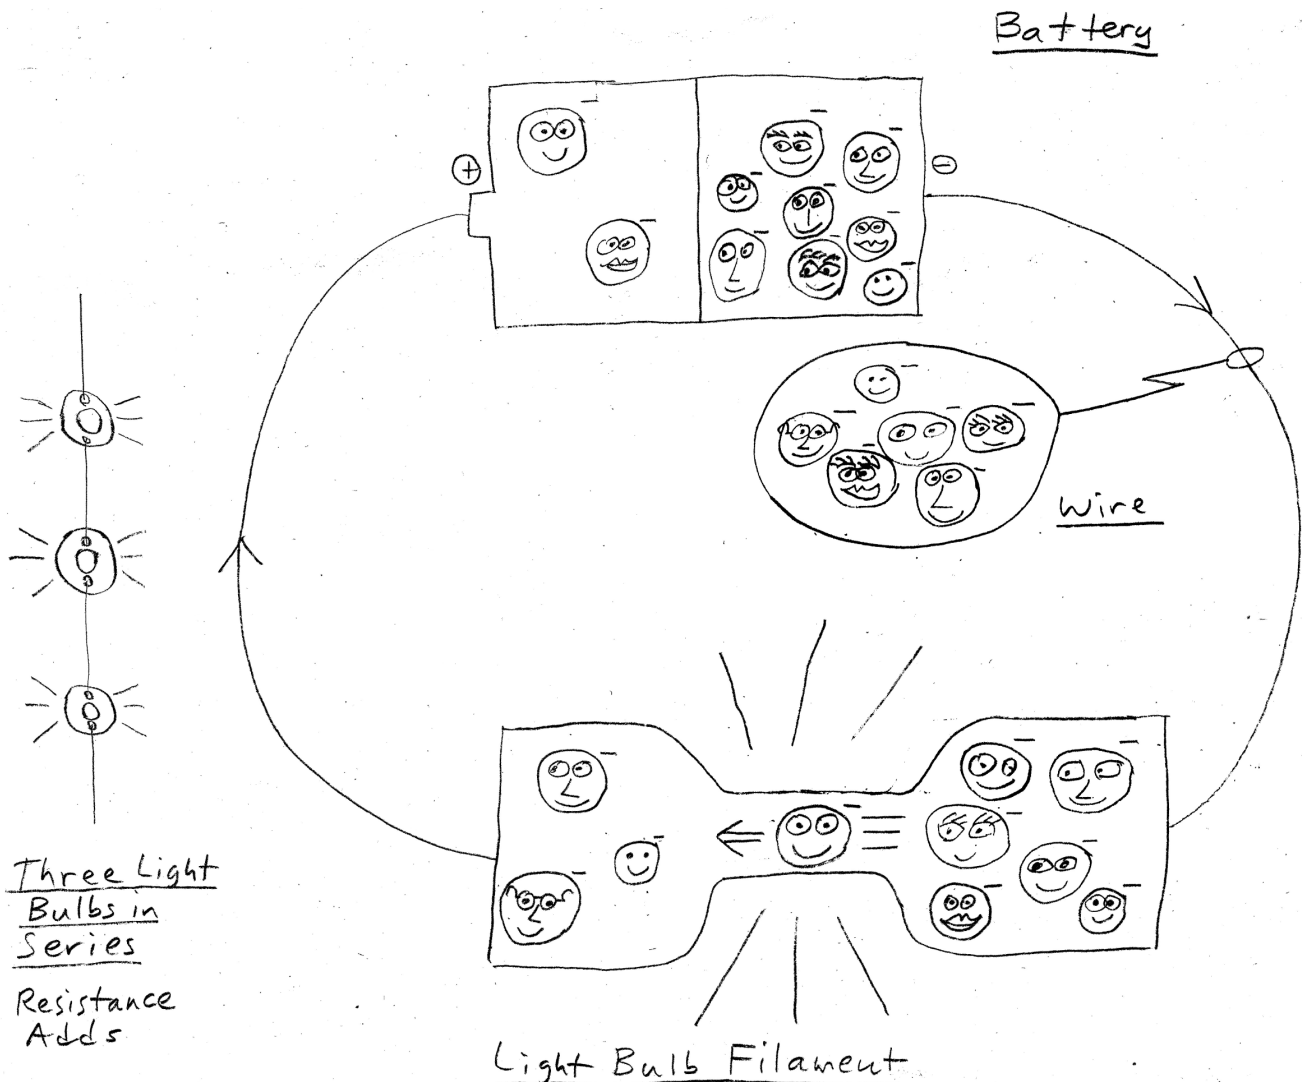 Battery
+
-
Wire
Three Light
Bulbs in
Series
Resistance
Adds
Light Bulb Filament